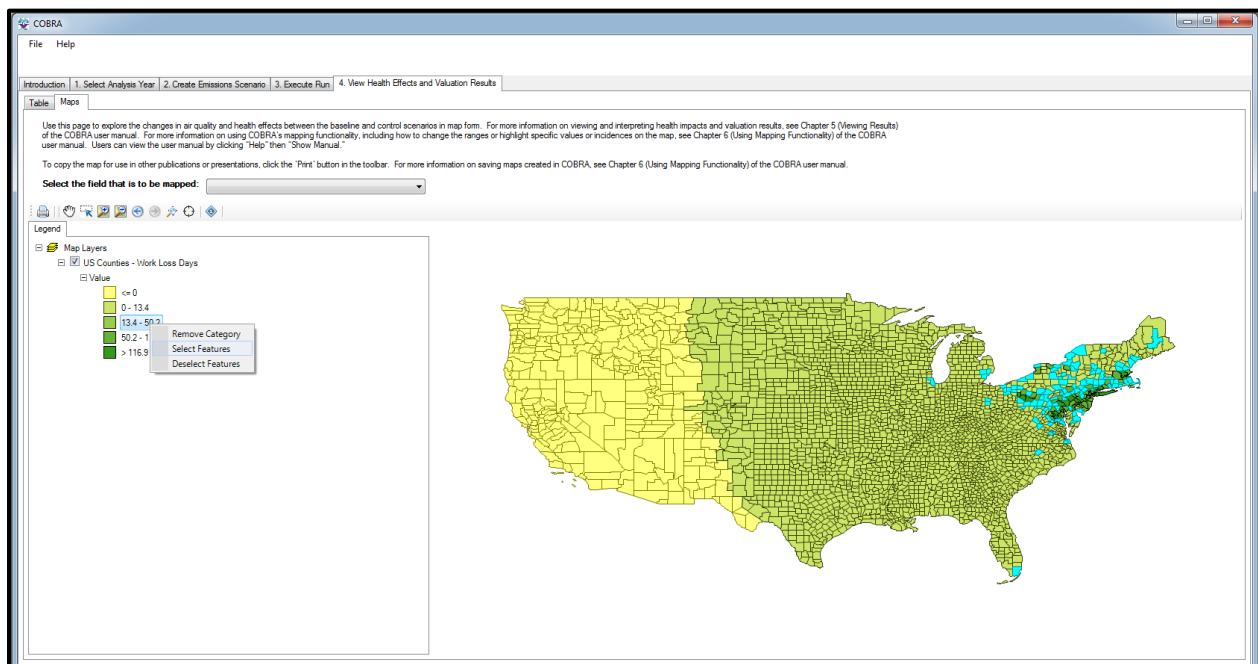 COBRA
File Help
Introduction 1. Select Analysis Year 2. Create Emissions Scenario 3. Execute Run 4. View Health Effects and Valuation Results
Table Maps
Use this page to explore the changes in air quality and health effects between the baseline and control scenarios in map form. For more information on viewing and interpreting health impacts and valuation results, see Chapter 5 (Viewing Results)
of the COBRA user manual. For more information on using COBRA's mapping functionality, including how to change the ranges or highlight specific values or incidences on the map, see Chapter 6 (Using Mapping Functionality) of the COBRA
user manual. Users can view the user manual by clicking "Help" then "Show Manual."
To copy the map for use in other publications or presentations, click the 'Print' button in the toolbar. For more information on saving maps created in COBRA, see Chapter 6 (Using Mapping Functionality) of the COBRA user manual.
Select the field that is to be mapped:
Legend
Map Layers
US Counties - Work Loss Days
Value
<= 0
0 - 13.4
13.4 - 50.2
50.2 - 1
> 116.9
Remove Category
Select Features
Deselect Features